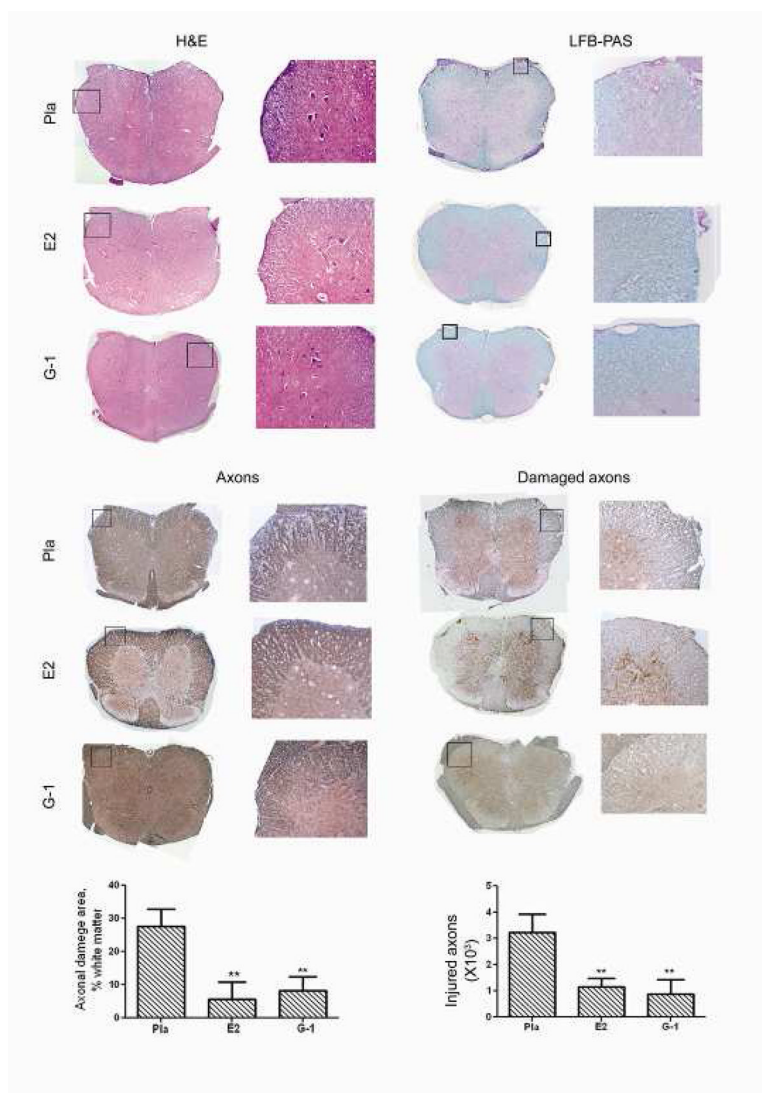 H&E
LFB-PAS
Pla
E2
G-1
Axons
Damaged axons
Pla
E2
G-1
Axonal damege area,
% white matter
40
30
20
10
0
Pla
E2
G-1
**
**
Injured axons
(X10³)
5
4
3
2
1
0
Pla
E2
G-1
**
**